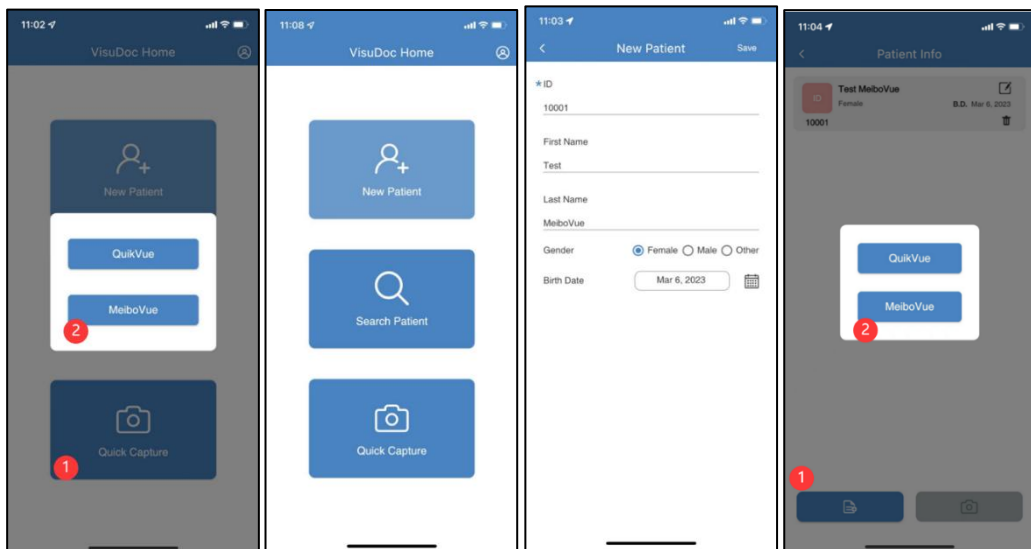 11:02
VisuDoc Home
New Patient
QuikVue
MeiboVue
2
Quick Capture
1
11:08
VisuDoc Home
New Patient
Search Patient
Quick Capture
11:03
New Patient
Save
*ID
10001
First Name
Test
Last Name
MeiboVue
Gender
Female
Male
Other
Birth Date
Mar 6, 2023
11:04
Patient Info
ID
Test MeiboVue
Female
B.D. Mar 6, 2023
10001
QuikVue
MeiboVue
2
1